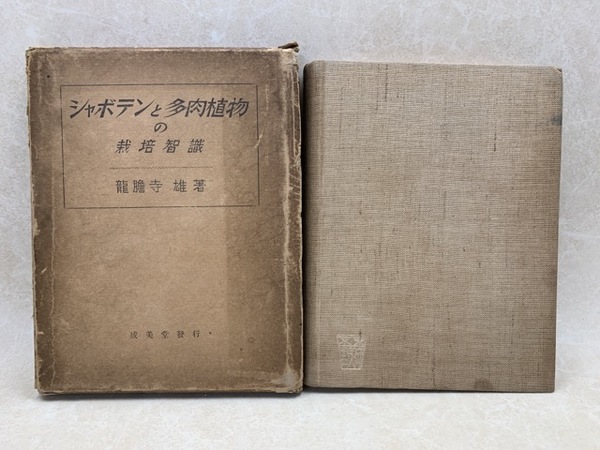 シャボテンと多肉植物
の
栽培智識
龍膽寺 雄著
成美堂發行